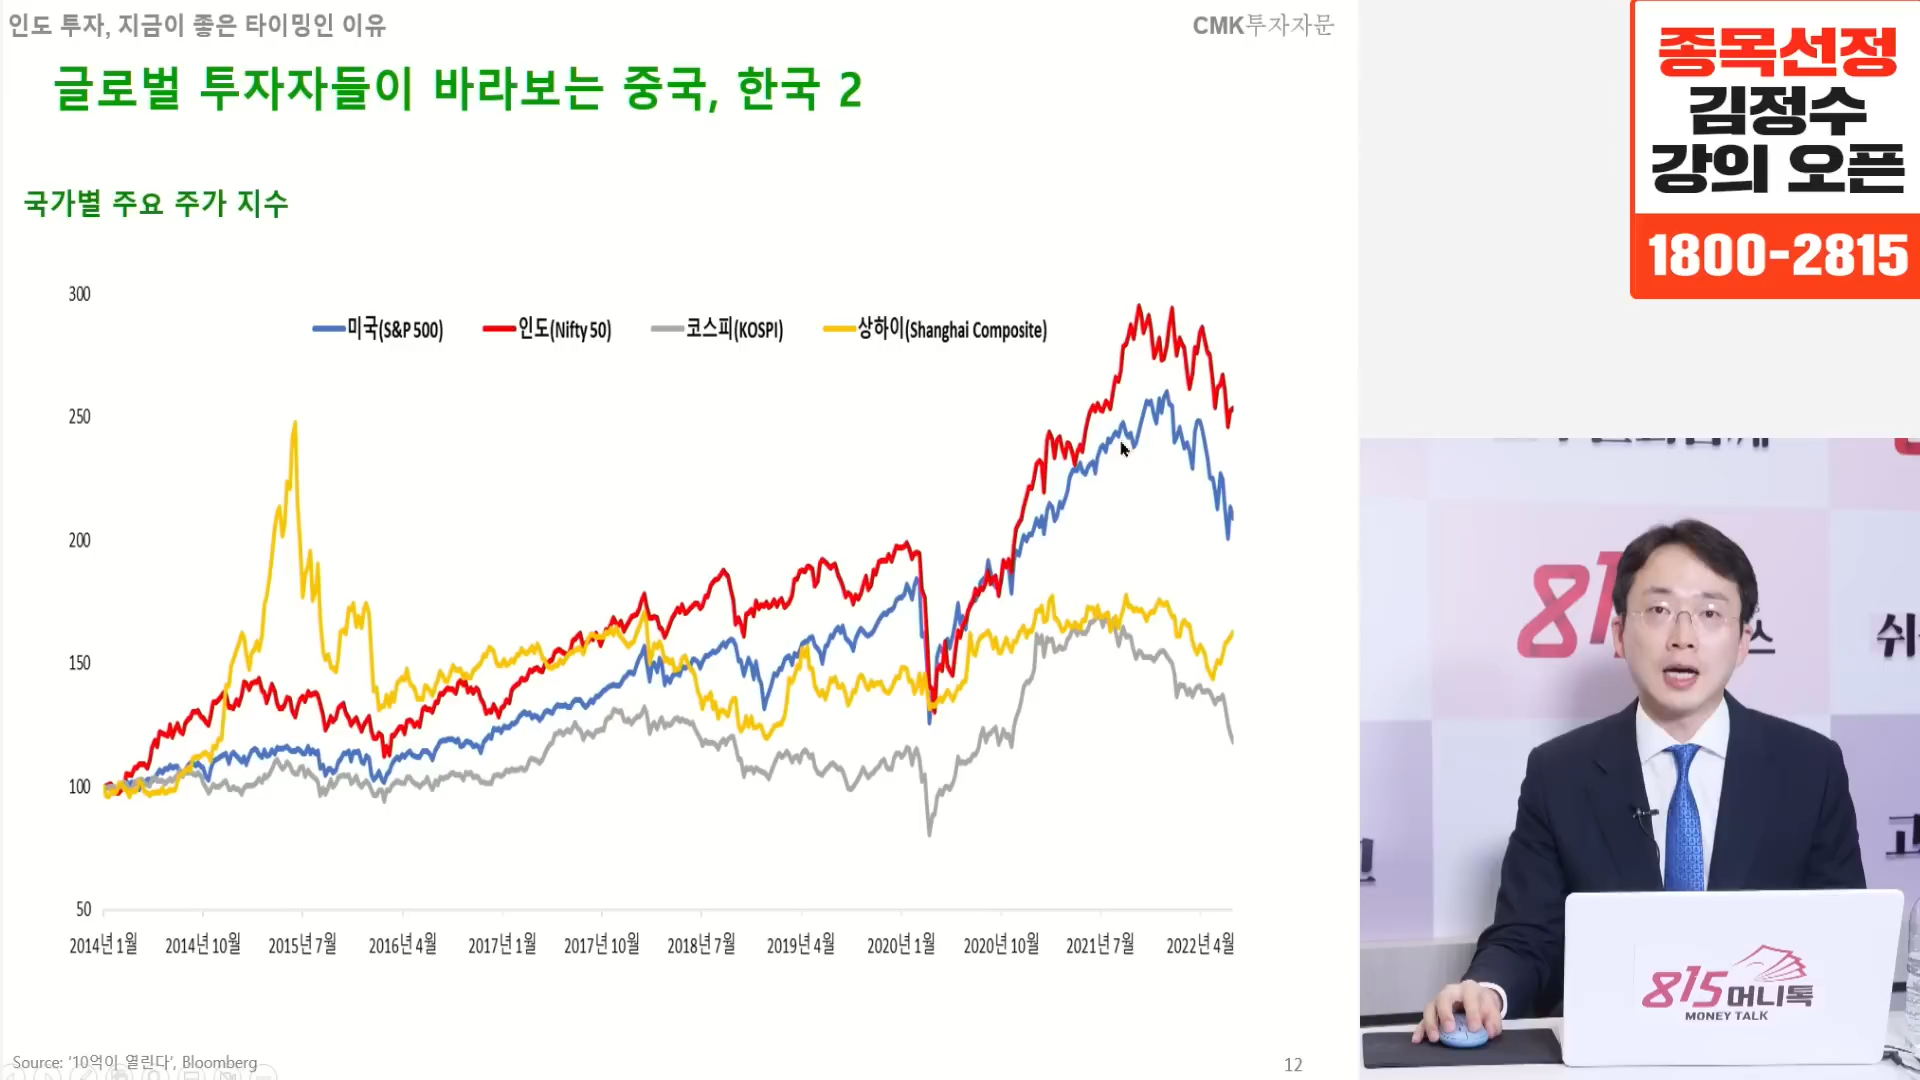 인도 투자, 지금이 좋은 타이밍인 이유
CMK투자자문
글로벌 투자자들이 바라보는 중국, 한국 2
국가별 주요 주가 지수
미국(S&P 500)
인도(Nifty 50)
코스피(KOSPI)
상하이(Shanghai Composite)
300
250
200
150
100
50
2014년 1월
2014년 10월
2015년 7월
2016년 4월
2017년 1월
2017년 10월
2018년 7월
2019년 4월
2020년 1월
2020년 10월
2021년 7월
2022년 4월
Source: '10억이 열린다', Bloomberg
12
종목선정
김정수
강의 오픈
1800-2815
815머니톡
MONEY TALK